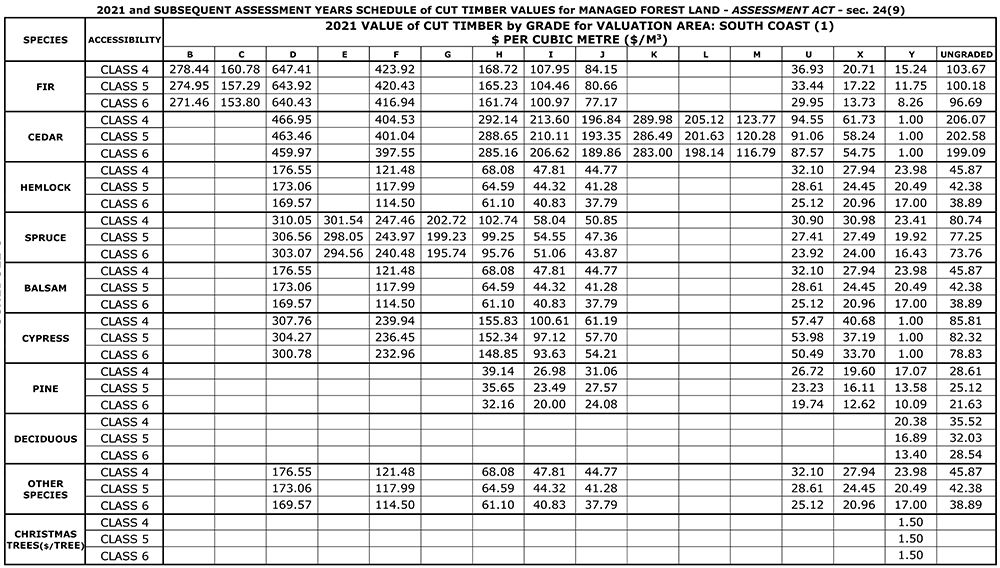 2021 and SUBSEQUENT ASSESSMENT YEARS SCHEDULE of CUT TIMBER VALUES for MANAGED FOREST LAND - ASSESSMENT ACT - sec. 24(9)
SPECIES ACCESSIBILITY 2021 VALUE of CUT TIMBER by GRADE for VALUATION AREA: SOUTH COAST (1)
$ PER CUBIC METRE ($/M³)
B C D E F G H I J K L M U X Y UNGRADED
FIR
CLASS 4 278.44 160.78 647.41 423.92 168.72 107.95 84.15 36.93 20.71 15.24 103.67
CLASS 5 274.95 157.29 643.92 420.43 165.23 104.46 80.66 33.44 17.22 11.75 100.18
CLASS 6 271.46 153.80 640.43 416.94 161.74 100.97 77.17 29.95 13.73 8.26 96.69
CEDAR
CLASS 4 466.95 404.53 292.14 213.60 196.84 289.98 205.12 123.77 94.55 61.73 1.00 206.07
CLASS 5 463.46 401.04 288.65 210.11 193.35 286.49 201.63 120.28 91.06 58.24 1.00 202.58
CLASS 6 459.97 397.55 285.16 206.62 189.86 283.00 198.14 116.79 87.57 54.75 1.00 199.09
HEMLOCK
CLASS 4 176.55 121.48 68.08 47.81 44.77 32.10 27.94 23.98 45.87
CLASS 5 173.06 117.99 64.59 44.32 41.28 28.61 24.45 20.49 42.38
CLASS 6 169.57 114.50 61.10 40.83 37.79 25.12 20.96 17.00 38.89
SPRUCE
CLASS 4 310.05 301.54 247.46 202.72 102.74 58.04 50.85 30.90 30.98 23.41 80.74
CLASS 5 306.56 298.05 243.97 199.23 99.25 54.55 47.36 27.41 27.49 19.92 77.25
CLASS 6 303.07 294.56 240.48 195.74 95.76 51.06 43.87 23.92 24.00 16.43 73.76
BALSAM
CLASS 4 176.55 121.48 68.08 47.81 44.77 32.10 27.94 23.98 45.87
CLASS 5 173.06 117.99 64.59 44.32 41.28 28.61 24.45 20.49 42.38
CLASS 6 169.57 114.50 61.10 40.83 37.79 25.12 20.96 17.00 38.89
CYPRESS
CLASS 4 307.76 239.94 155.83 100.61 61.19 57.47 40.68 1.00 85.81
CLASS 5 304.27 236.45 152.34 97.12 57.70 53.98 37.19 1.00 82.32
CLASS 6 300.78 232.96 148.85 93.63 54.21 50.49 33.70 1.00 78.83
PINE
CLASS 4 39.14 26.98 31.06 26.72 19.60 17.07 28.61
CLASS 5 35.65 23.49 27.57 23.23 16.11 13.58 25.12
CLASS 6 32.16 20.00 24.08 19.74 12.62 10.09 21.63
DECIDUOUS
CLASS 4 20.38 35.52
CLASS 5 16.89 32.03
CLASS 6 13.40 28.54
OTHER
SPECIES
CLASS 4 176.55 121.48 68.08 47.81 44.77 32.10 27.94 23.98 45.87
CLASS 5 173.06 117.99 64.59 44.32 41.28 28.61 24.45 20.49 42.38
CLASS 6 169.57 114.50 61.10 40.83 37.79 25.12 20.96 17.00 38.89
CHRISTMAS
TREES($/TREE)
CLASS 4 1.50
CLASS 5 1.50
CLASS 6 1.50